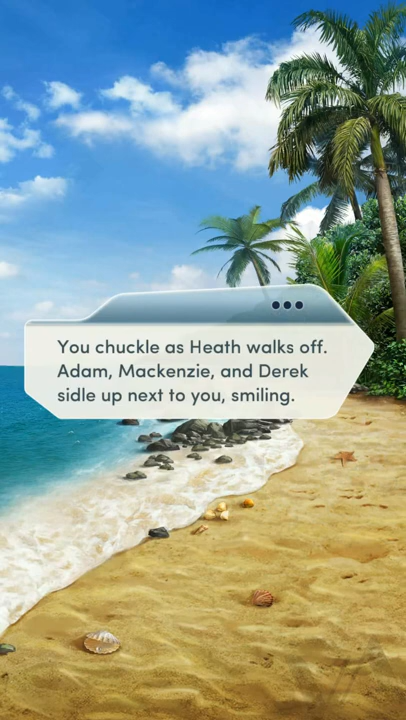 You chuckle as Heath walks off.
Adam, Mackenzie, and Derek
sidle up next to you, smiling.